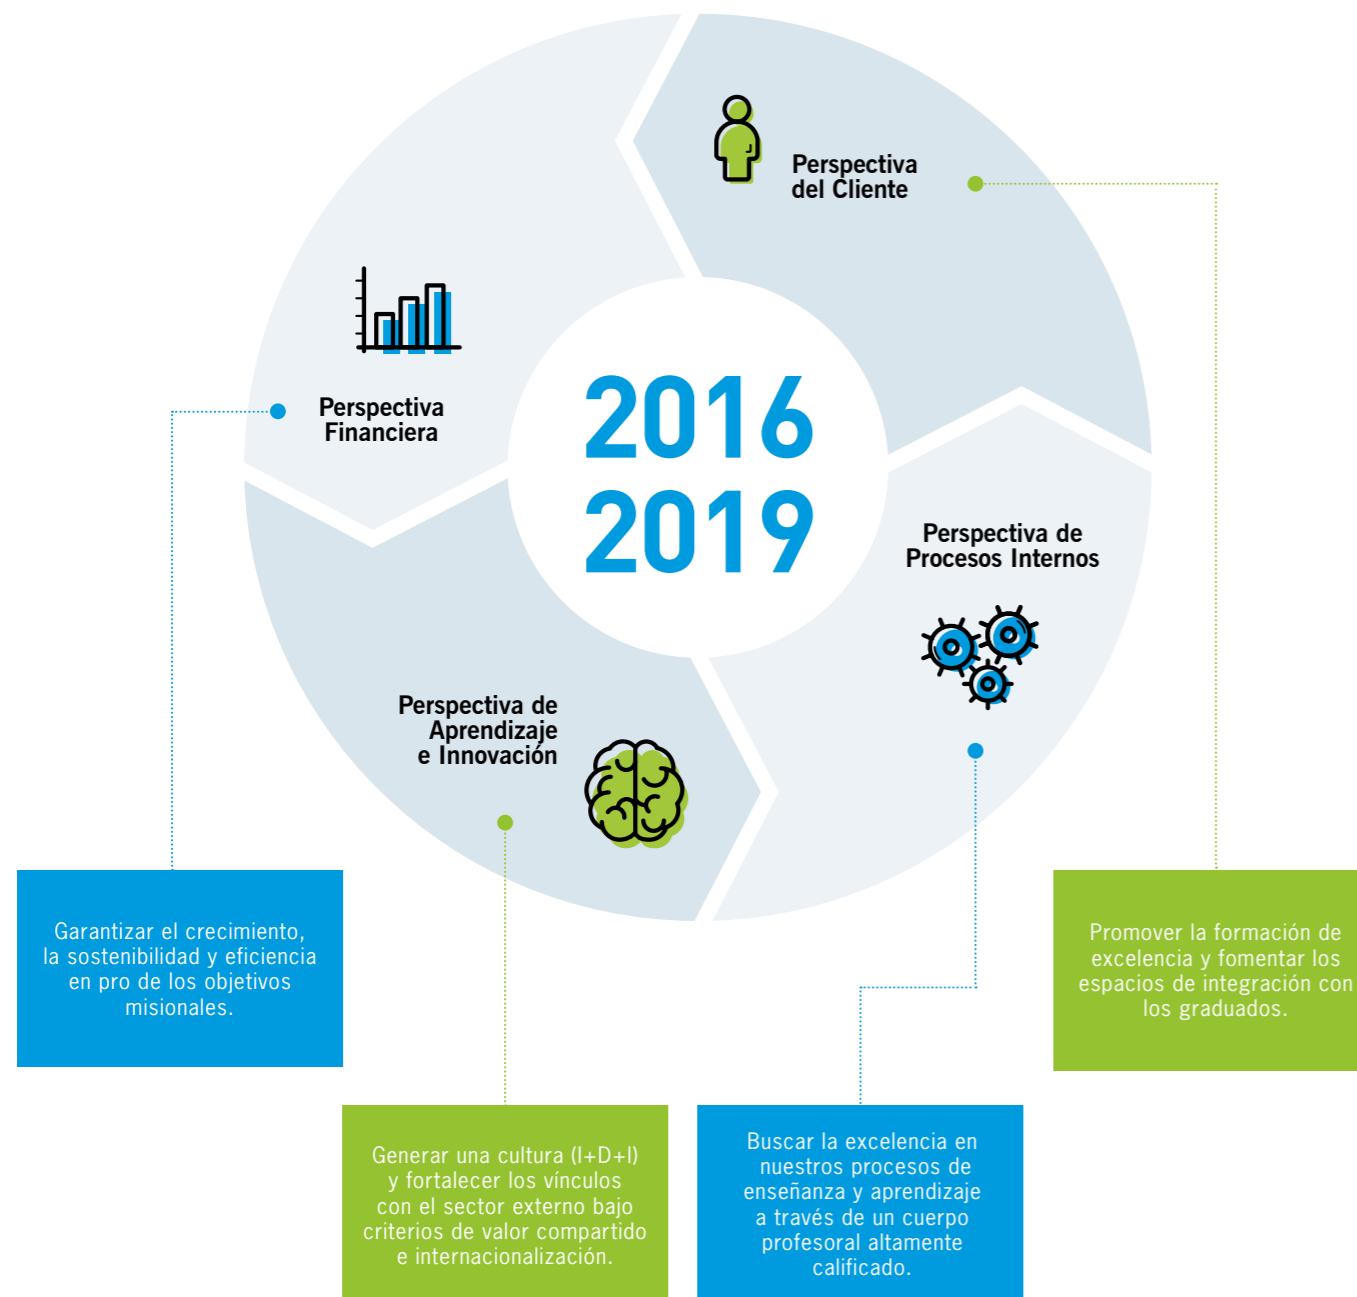 Perspectiva
del Cliente
Perspectiva
Financiera
2016
2019
Perspectiva de
Procesos Internos
Perspectiva de
Aprendizaje
e Innovación
Garantizar el crecimiento,
la sostenibilidad y eficiencia
en pro de los objetivos
misionales.
Promover la formación de
excelencia y fomentar los
espacios de integración con
los graduados.
Generar una cultura (I+D+I)
y fortalecer los vínculos
con el sector externo bajo
criterios de valor compartido
e internacionalización.
Buscar la excelencia en
nuestros procesos de
enseñanza y aprendizaje
a través de un cuerpo
profesoral altamente
calificado.